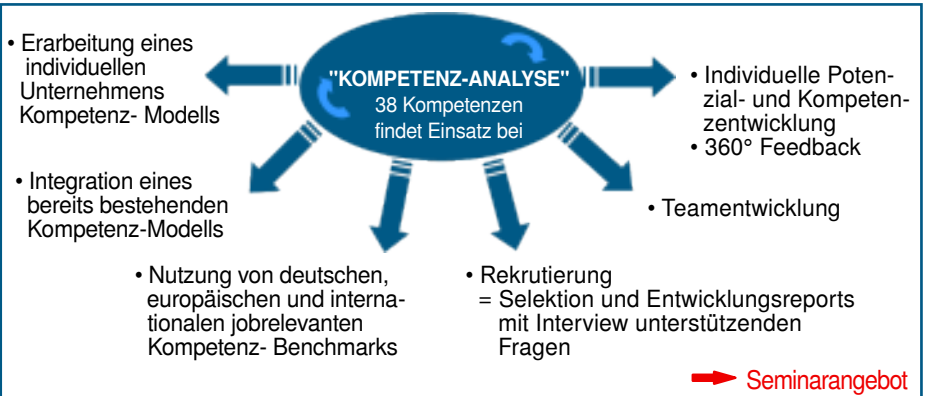 "KOMPETENZ-ANALYSE"
38 Kompetenzen
findet Einsatz bei
• Erarbeitung eines
individuellen
Unternehmens
Kompetenz- Modells
• Integration eines
bereits bestehenden
Kompetenz-Modells
• Nutzung von deutschen,
europäischen und interna-
tionalen jobrelevanten
Kompetenz- Benchmarks
• Rekrutierung
= Selektion und Entwicklungsreports
mit Interview unterstützenden
Fragen
• Teamentwicklung
• Individuelle Poten-
zial- und Kompeten-
zentwicklung
• 360° Feedback
Seminarangebot